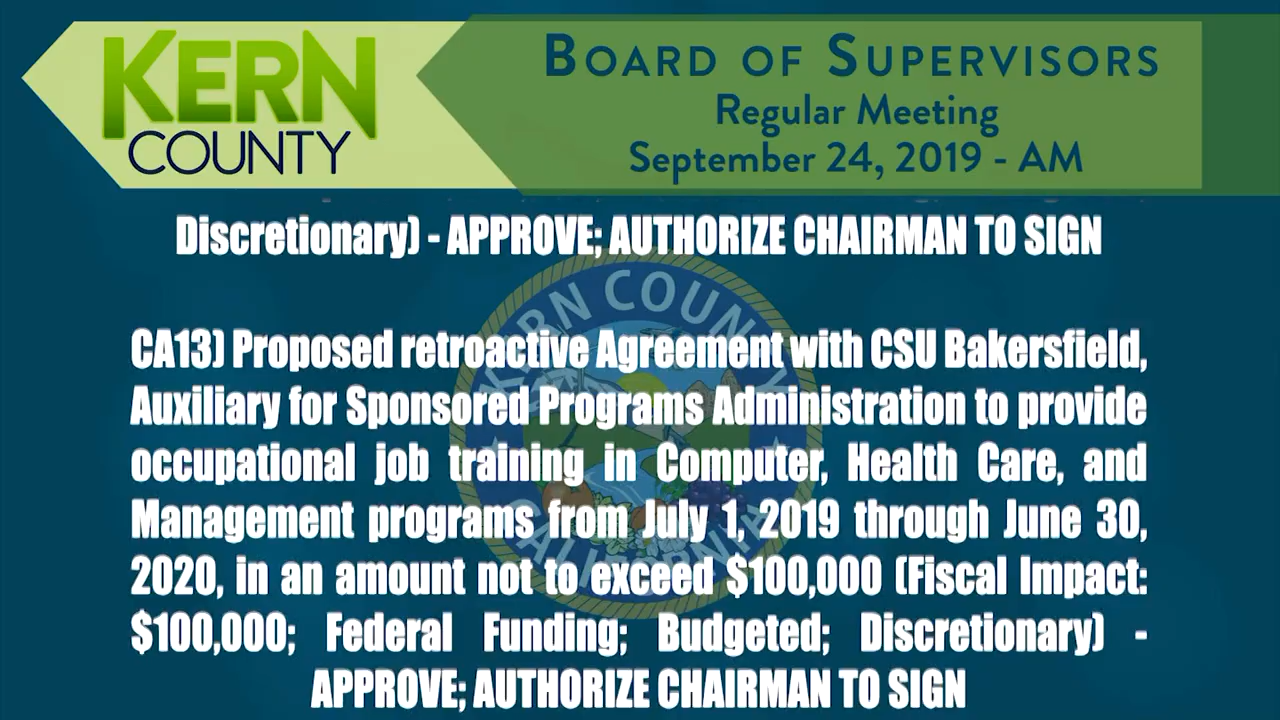 KERN
COUNTY
BOARD OF SUPERVISORS
Regular Meeting
September 24, 2019 - AM
Discretionary) - APPROVE; AUTHORIZE CHAIRMAN TO SIGN
KERN COUNTY
CALIFORNIA
CA13) Proposed retroactive Agreement with CSU Bakersfield,
Auxiliary for Sponsored Programs Administration to provide
occupational job training in Computer, Health Care, and
Management programs from July 1, 2019 through June 30,
2020, in an amount not to exceed $100,000 (Fiscal Impact:
$100,000; Federal Funding; Budgeted; Discretionary) -
APPROVE; AUTHORIZE CHAIRMAN TO SIGN